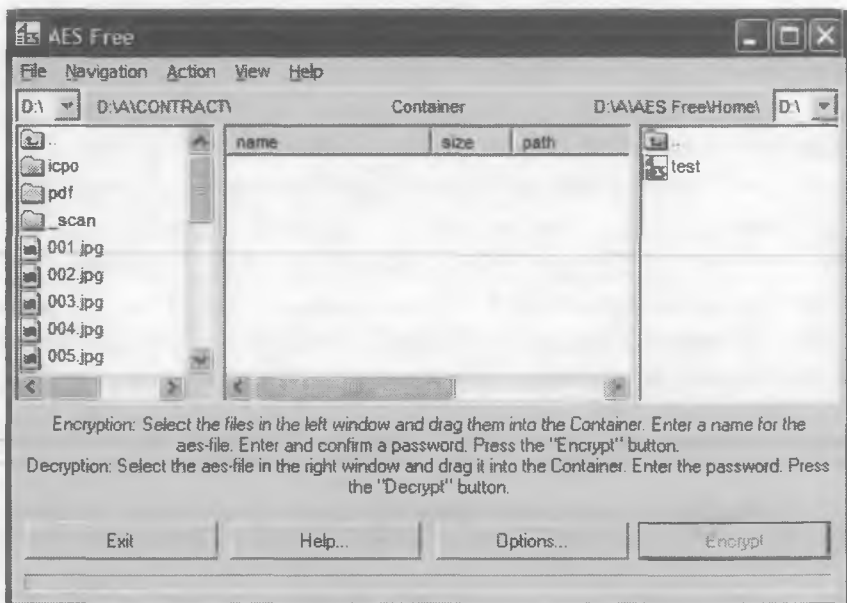 AES Free
File Navigation Action View Help
D:\ D:\A\CONTRACT\ Container D:\A\AES Free\Home\ D:\
.. name size path ..
icpo test
pdf
_scan
001.jpg
002.jpg
003.jpg
004.jpg
005.jpg
Encryption: Select the files in the left window and drag them into the Container. Enter a name for the
aes-file. Enter and confirm a password. Press the "Encrypt" button.
Decryption: Select the aes-file in the right window and drag it into the Container. Enter the password. Press
the "Decrypt" button.
Exit Help... Options... Encrypt